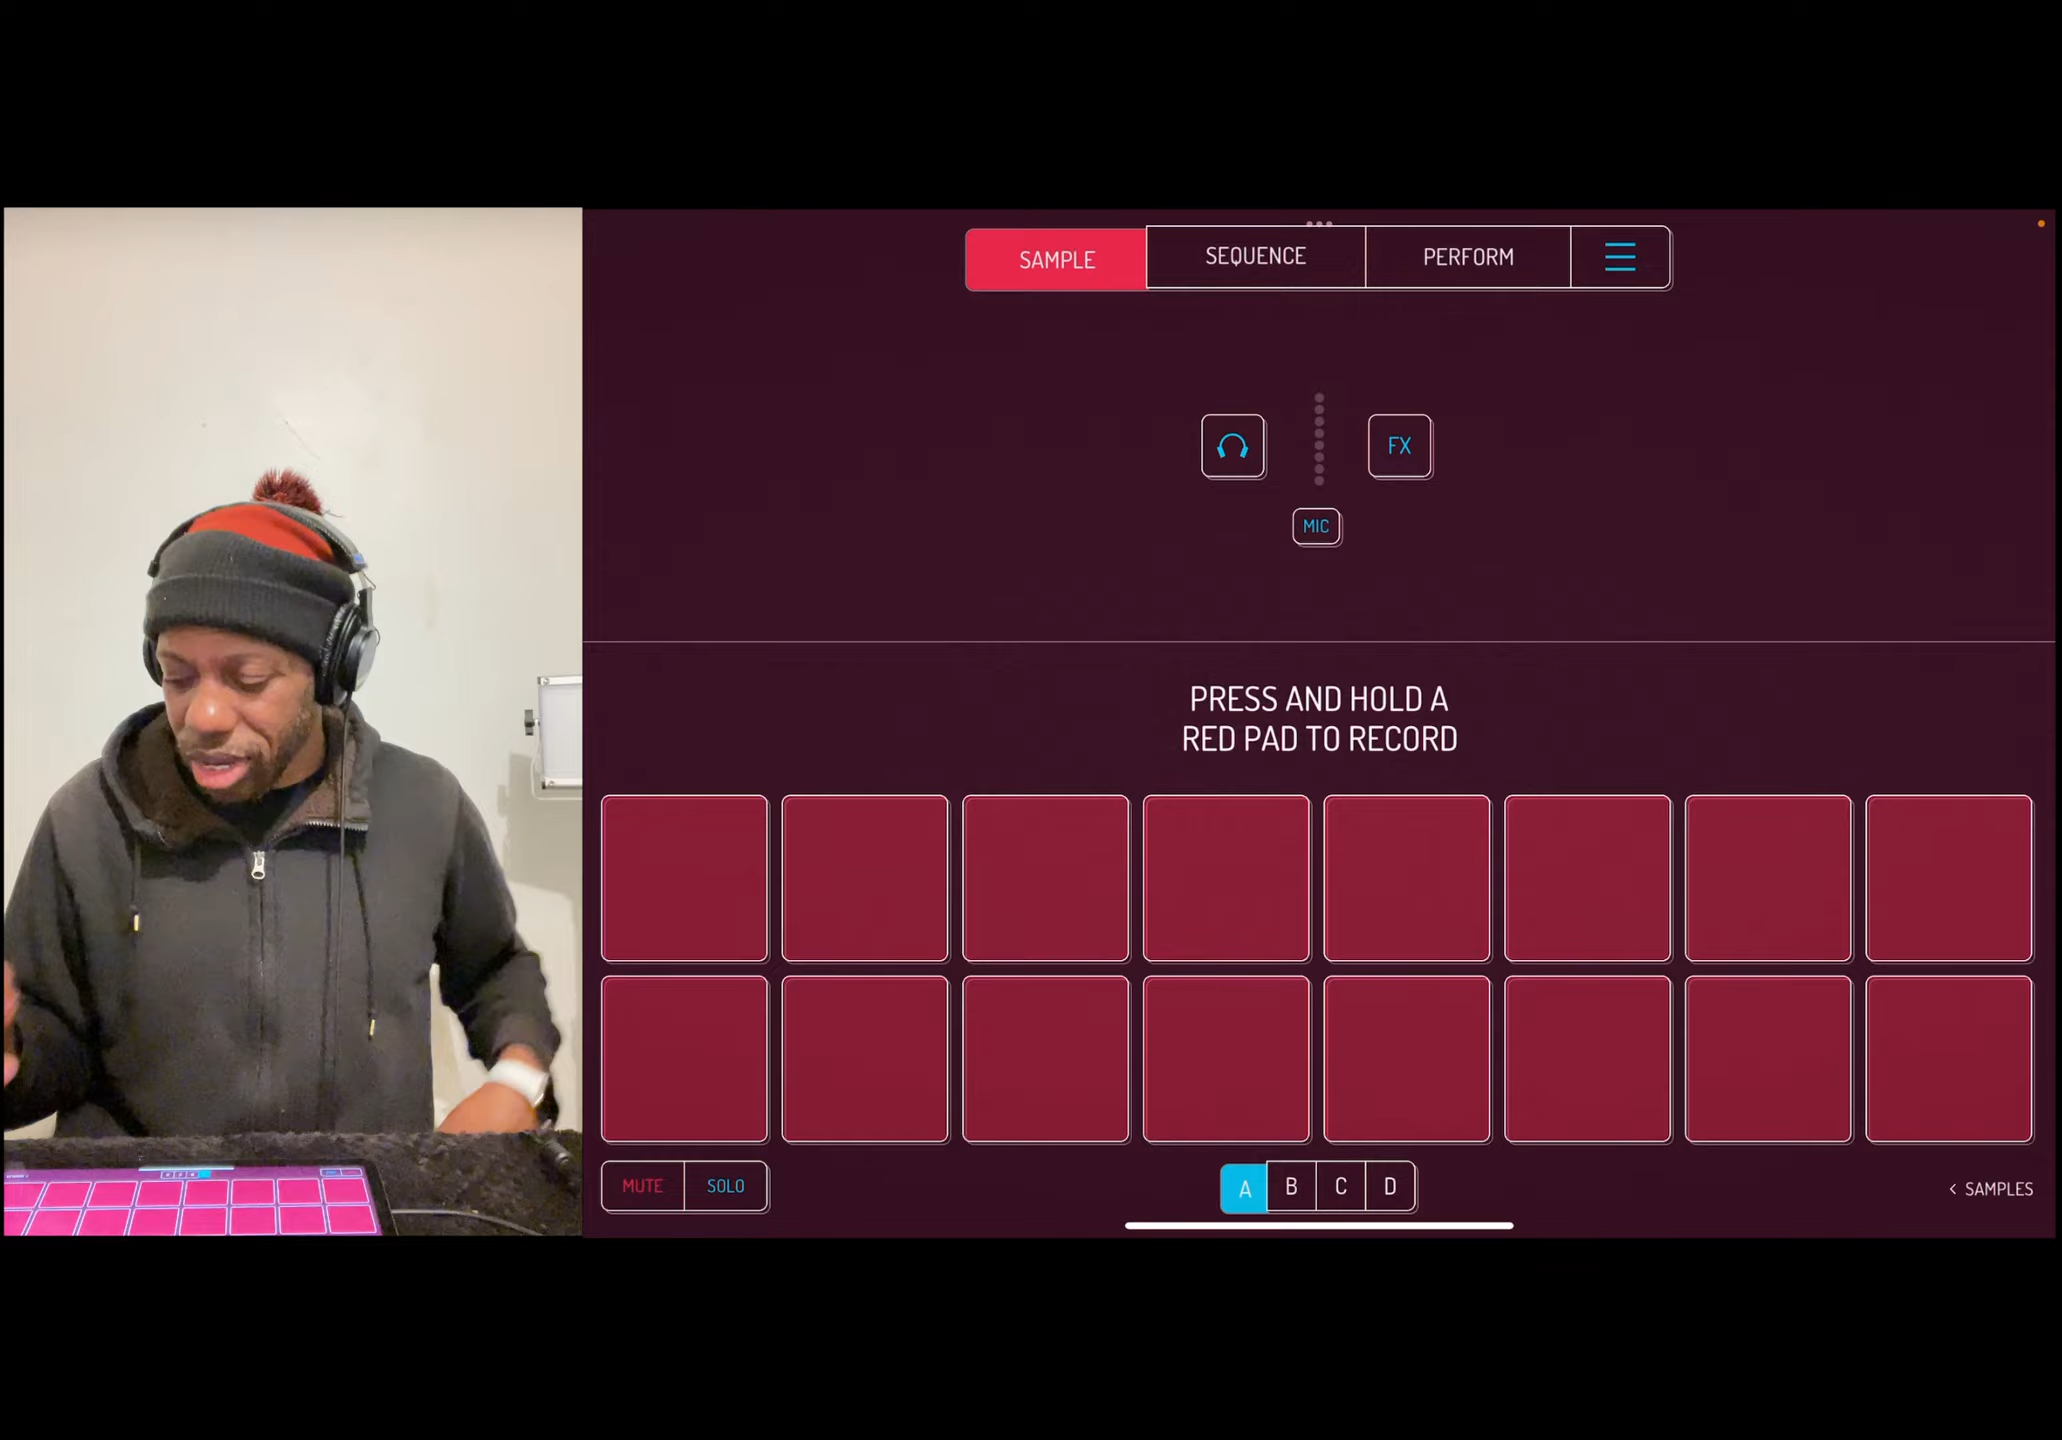 SAMPLE
SEQUENCE
PERFORM
FX
MIC
PRESS AND HOLD A
RED PAD TO RECORD
MUTE
SOLO
A
B
C
D
< SAMPLES